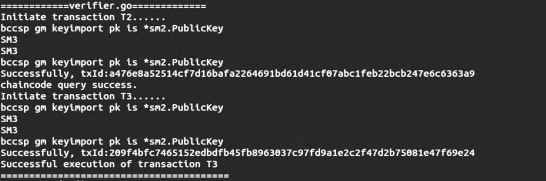 ============verifier.go=============
Initiate transaction T2......
bccsp gm keyimport pk is *sm2.PublicKey
SM3
SM3
bccsp gm keyimport pk is *sm2.PublicKey
Successfully, txId:a476e8a52514cf7d16bafa2264691bd61d41cf07abc1feb22bcb247e6c6363a9
chaincode query success.
Initiate transaction T3......
bccsp gm keyimport pk is *sm2.PublicKey
SM3
SM3
bccsp gm keyimport pk is *sm2.PublicKey
Successfully, txId:209f4bfc7465152edbdfb45fb8963037c97fd9a1e2c2f47d2b75081e47f69e24
Successful execution of transaction T3
=======================================